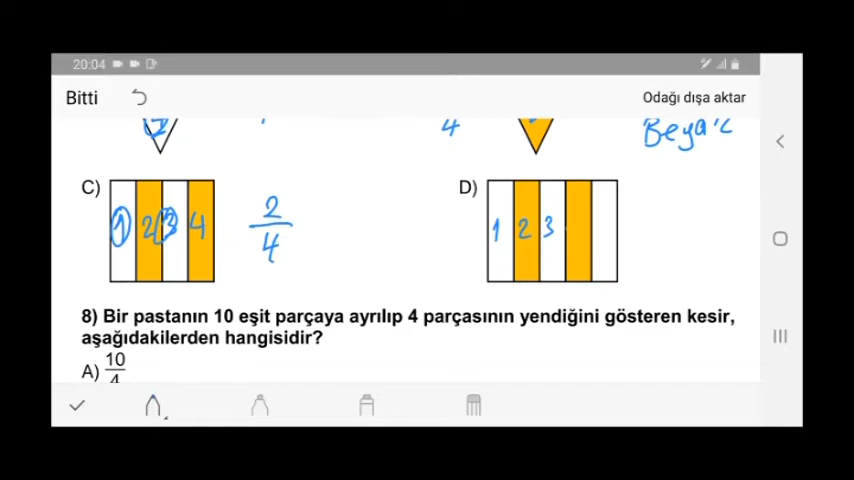 20:04
Bitti
Odağı dışa aktar
4
Beyaz
C)
1 2 3 4
2
4
D)
1 2 3
8) Bir pastanın 10 eşit parçaya ayrılıp 4 parçasının yendiğini gösteren kesir,
aşağıdakilerden hangisidir?
A) 10
4